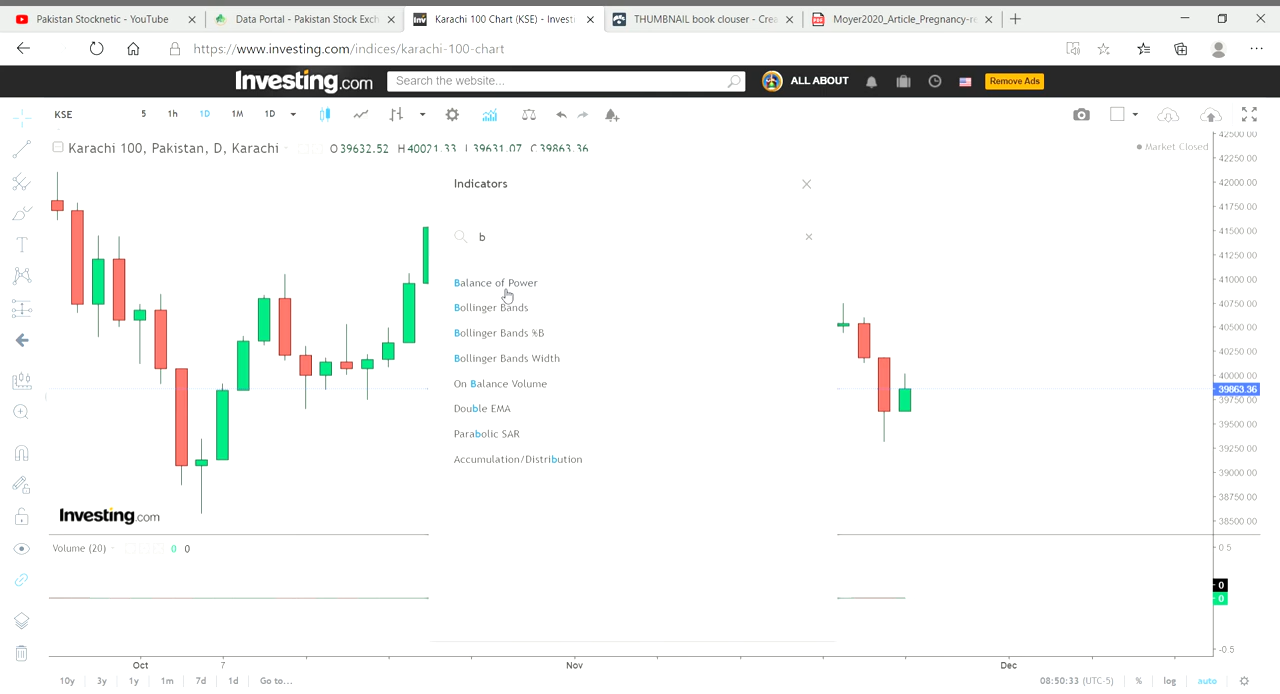 Pakistan Stocknetic - YouTube
Data Portal - Pakistan Stock Exch
Karachi 100 Chart (KSE) - Investi
THUMBNAIL book clouser - Crea
Moyer2020_Article_Pregnancy-re
https://www.investing.com/indices/karachi-100-chart
Investing.com
Search the website...
ALL ABOUT
Remove Ads
KSE
5 1h 1D 1M 1D
Karachi 100, Pakistan, D, Karachi
O39632.52 H40021.33 L39631.07 C39863.36
Market Closed
Indicators
b
Balance of Power
Bollinger Bands
Bollinger Bands %B
Bollinger Bands Width
On Balance Volume
Double EMA
Parabolic SAR
Accumulation/Distribution
42500.00
42250.00
42000.00
41750.00
41500.00
41250.00
41000.00
40750.00
40500.00
40250.00
40000.00
39863.36
39750.00
39500.00
39250.00
39000.00
38750.00
38500.00
Investing.com
Volume (20) 0 0
0.5
0
0
-0.5
Oct 7 Nov Dec
10y 3y 1y 1m 7d 1d Go to...
08:50:33 (UTC-5) % log auto